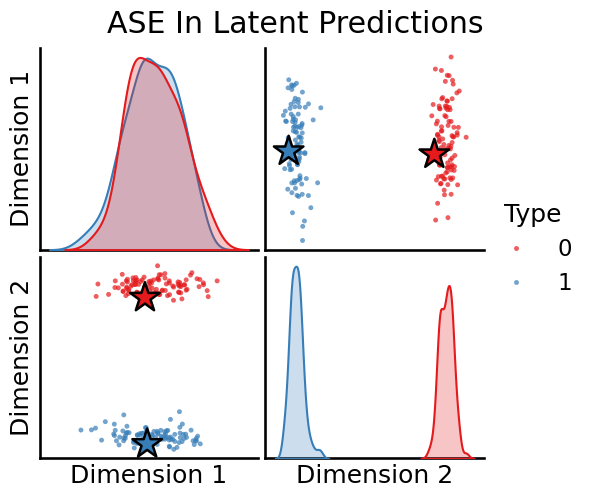 ASE In Latent Predictions
Dimension 1
Dimension 2
Type
0
1
Dimension 1
Dimension 2